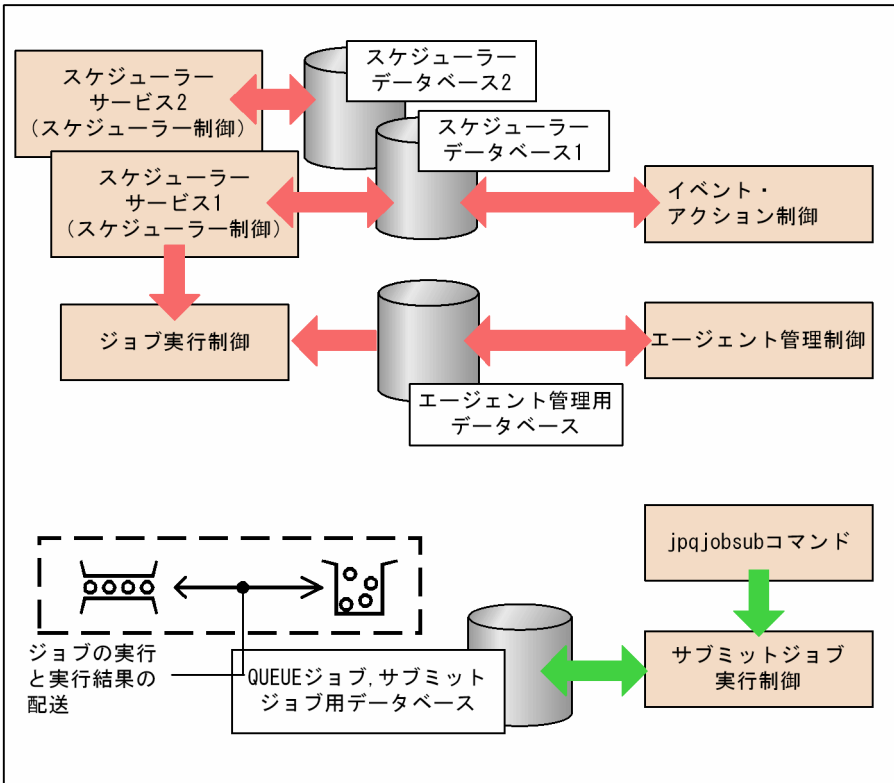 スケジューラー
サービス2
(スケジューラー制御)
スケジューラー
データベース2
スケジューラー
データベース1
スケジューラー
サービス1
(スケジューラー制御)
イベント・
アクション制御
ジョブ実行制御
エージェント管理制御
エージェント管理用
データベース
jpqjobsubコマンド
サブミットジョブ
実行制御
ジョブの実行
と実行結果の
配送
QUEUEジョブ,サブミット
ジョブ用データベース